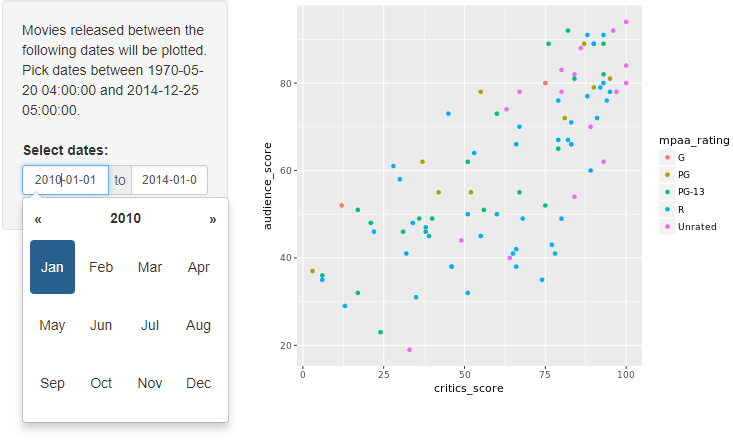 Movies released between the
following dates will be plotted.
Pick dates between 1970-05-
20 04:00:00 and 2014-12-25
05:00:00.
Select dates:
2010-01-01 to 2014-01-0
« 2010 »
Jan Feb Mar Apr
May Jun Jul Aug
Sep Oct Nov Dec
audience_score
80
60
40
20
0 25 50 75 100
critics_score
mpaa_rating
G
PG
PG-13
R
Unrated